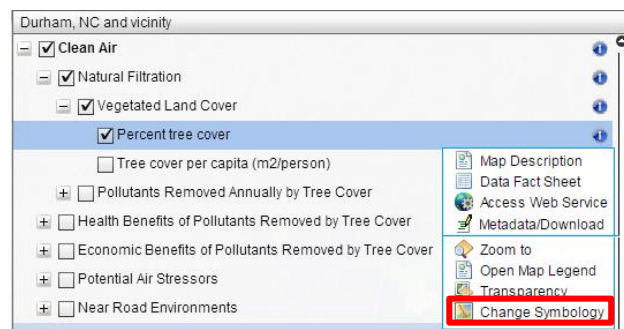 Durham, NC and vicinity
Clean Air
Natural Filtration
Vegetated Land Cover
Percent tree cover
Tree cover per capita (m2/person)
Pollutants Removed Annually by Tree Cover
Health Benefits of Pollutants Removed by Tree Cover
Economic Benefits of Pollutants Removed by Tree Cover
Potential Air Stressors
Near Road Environments
Map Description
Data Fact Sheet
Access Web Service
Metadata/Download
Zoom to
Open Map Legend
Transparency
Change Symbology